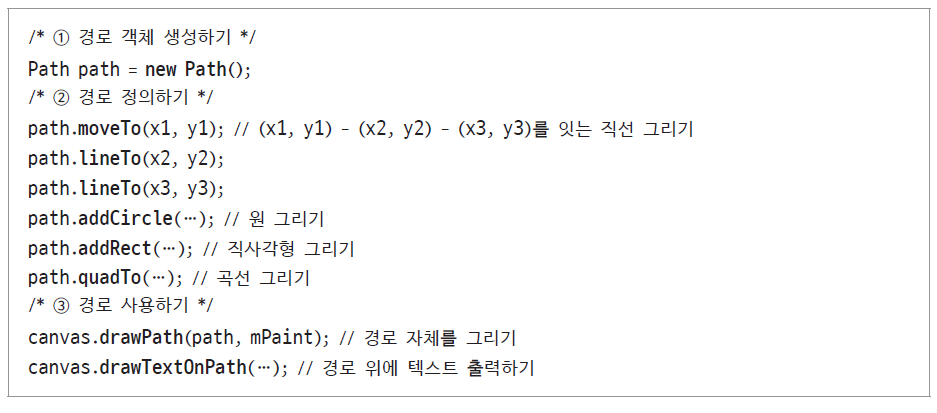 /* ① 경로 객체 생성하기 */
Path path = new Path();
/* ② 경로 정의하기 */
path.moveTo(x1, y1); // (x1, y1) – (x2, y2) – (x3, y3)를 잇는 직선 그리기
path.lineTo(x2, y2);
path.lineTo(x3, y3);
path.addCircle(…); // 원 그리기
path.addRect(…); // 직사각형 그리기
path.quadTo(…); // 곡선 그리기
/* ③ 경로 사용하기 */
canvas.drawPath(path, mPaint); // 경로 자체를 그리기
canvas.drawTextOnPath(…); // 경로 위에 텍스트 출력하기